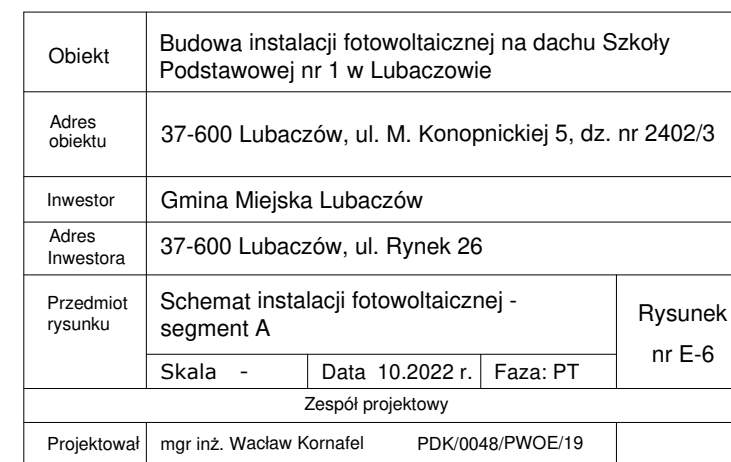 Obiekt
Budowa instalacji fotowoltaicznej na dachu Szkoły
Podstawowej nr 1 w Lubaczowie
Adres
obiektu
37-600 Lubaczów, ul. M. Konopnickiej 5, dz. nr 2402/3
Inwestor
Gmina Miejska Lubaczów
Adres
Inwestora
37-600 Lubaczów, ul. Rynek 26
Przedmiot
rysunku
Schemat instalacji fotowoltaicznej -
segment A
Rysunek
nr E-6
Skala - Data 10.2022 r. Faza: PT
Zespół projektowy
Projektował mgr inż. Wacław Kornafel PDK/0048/PWOE/19